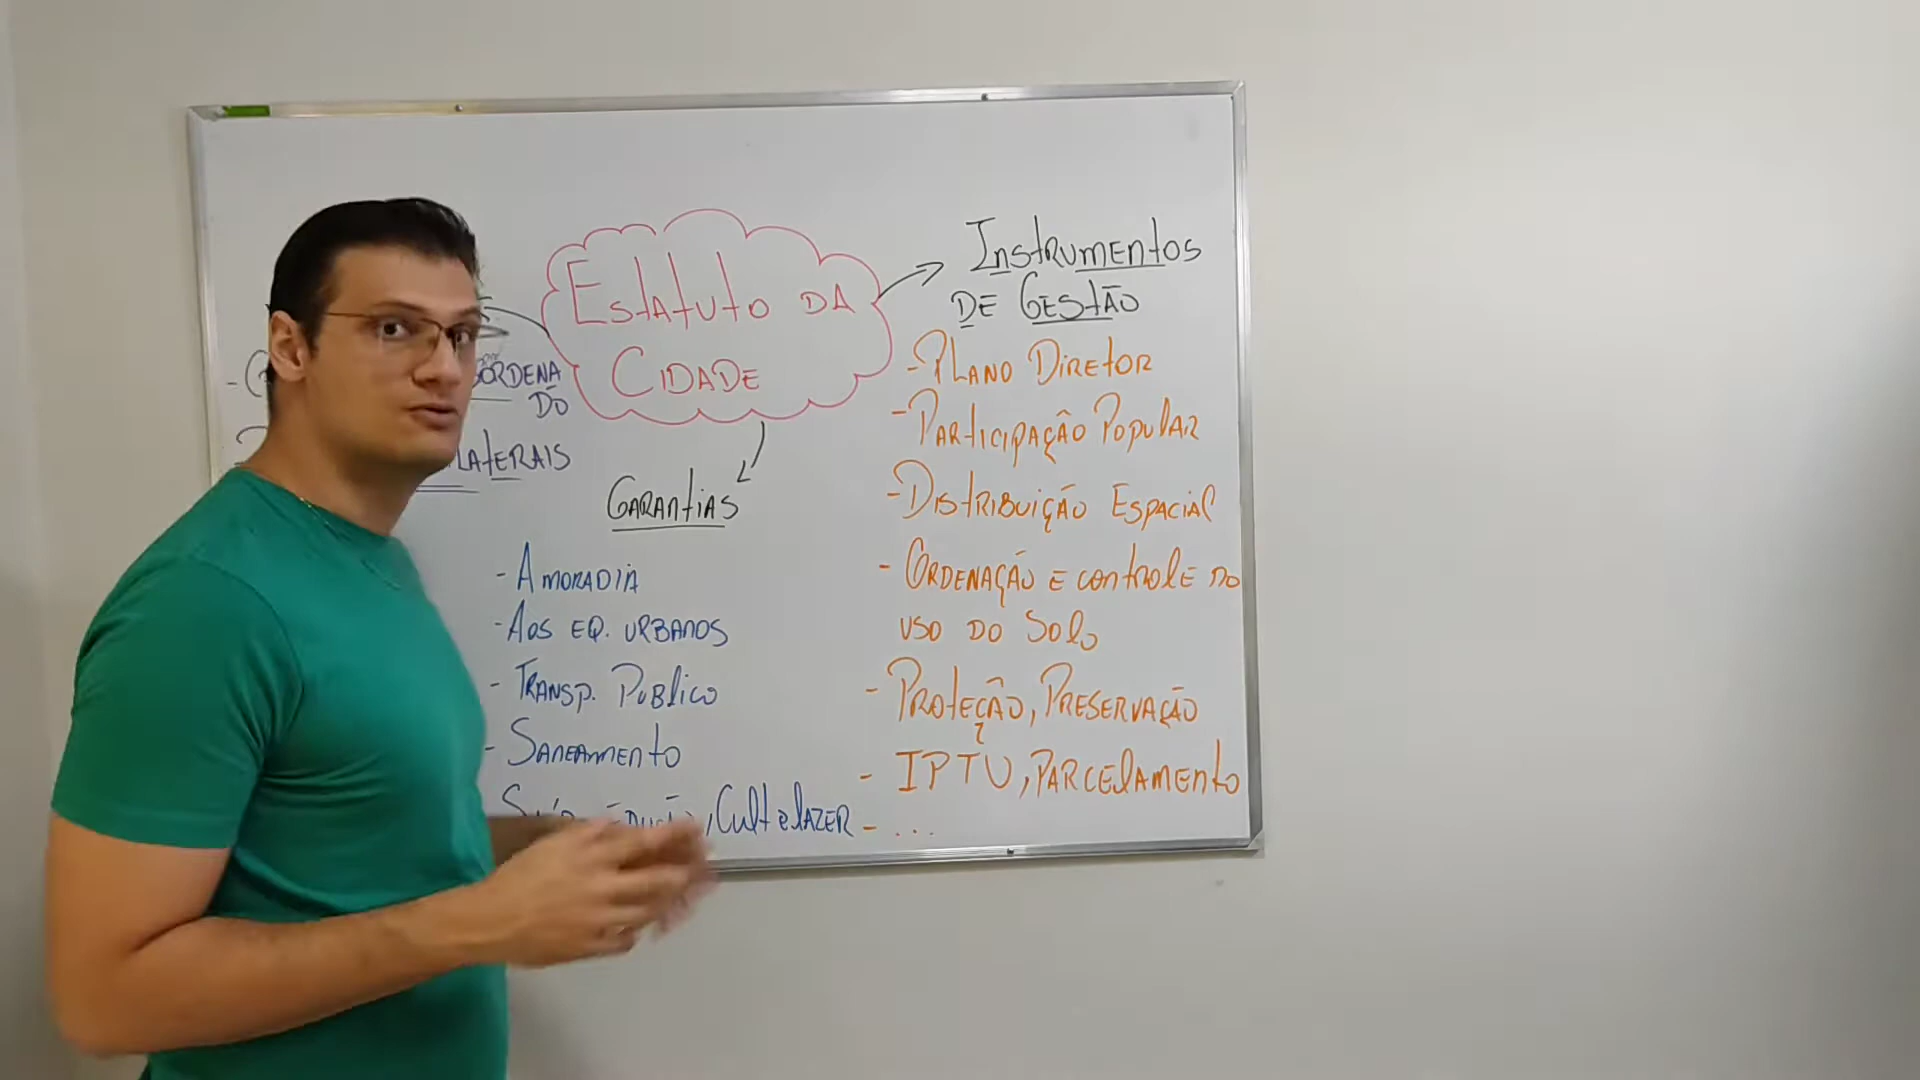 Estatuto da
Cidade
Instrumentos
de Gestão
- Plano Diretor
- Participação Popular
- Distribuição Espacial
- Ordenação e controle do
uso do Solo
- Proteção, Preservação
- IPTU, Parcelamento
- ...
Garantias
- A moradia
- Aos eq. urbanos
- Transp. Publico
- Saneamento
, Cult e lazer
ordena
do
laterais